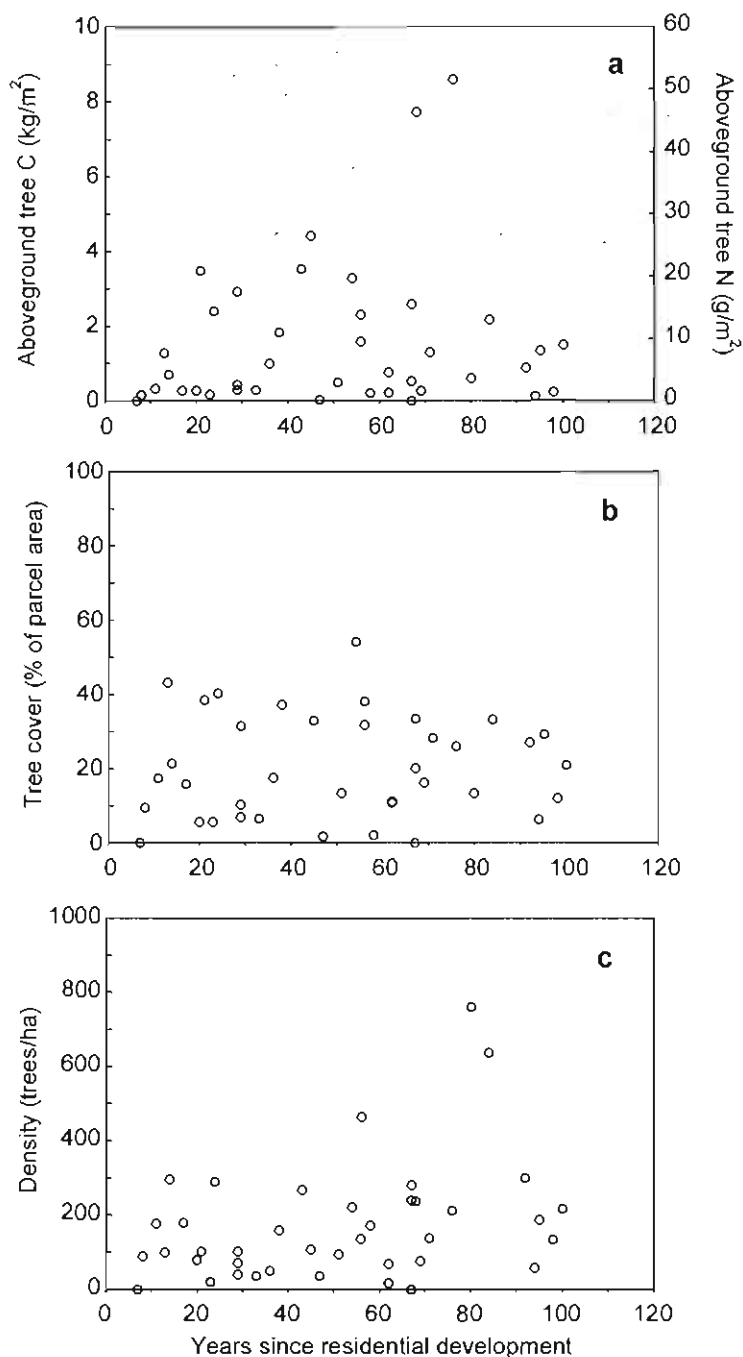 a
Aboveground tree C (kg/m²)
10
8
6
4
2
0
Aboveground tree N (g/m²)
60
50
40
30
20
10
0
0 20 40 60 80 100 120
b
Tree cover (% of parcel area)
100
80
60
40
20
0
0 20 40 60 80 100 120
c
Density (trees/ha)
1000
800
600
400
200
0
0 20 40 60 80 100 120
Years since residential development